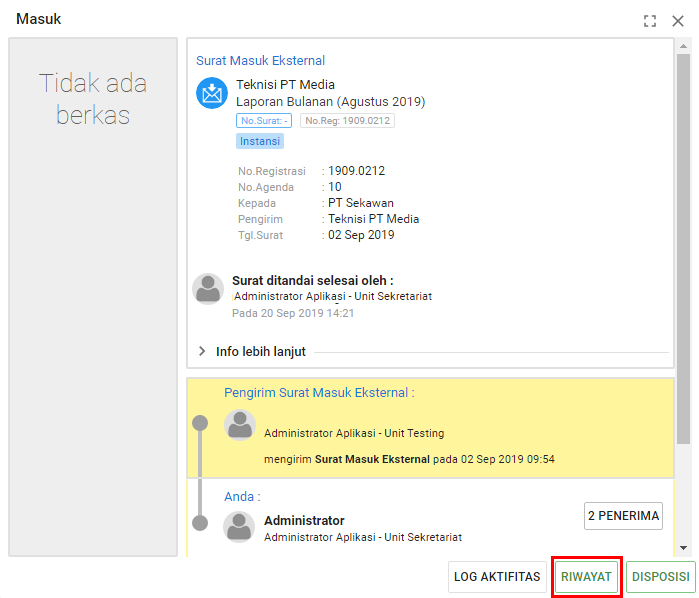 Masuk
Tidak ada
berkas
Surat Masuk Eksternal
Teknisi PT Media
Laporan Bulanan (Agustus 2019)
No.Surat: - No.Reg: 1909.0212
Instansi
No.Registrasi : 1909.0212
No.Agenda : 10
Kepada : PT Sekawan
Pengirim : Teknisi PT Media
Tgl.Surat : 02 Sep 2019
Surat ditandai selesai oleh :
Administrator Aplikasi - Unit Sekretariat
Pada 20 Sep 2019 14:21
Info lebih lanjut
Pengirim Surat Masuk Eksternal :
Administrator Aplikasi - Unit Testing
mengirim Surat Masuk Eksternal pada 02 Sep 2019 09:54
Anda :
Administrator
Administrator Aplikasi - Unit Sekretariat
2 PENERIMA
LOG AKTIFITAS RIWAYAT DISPOSISI